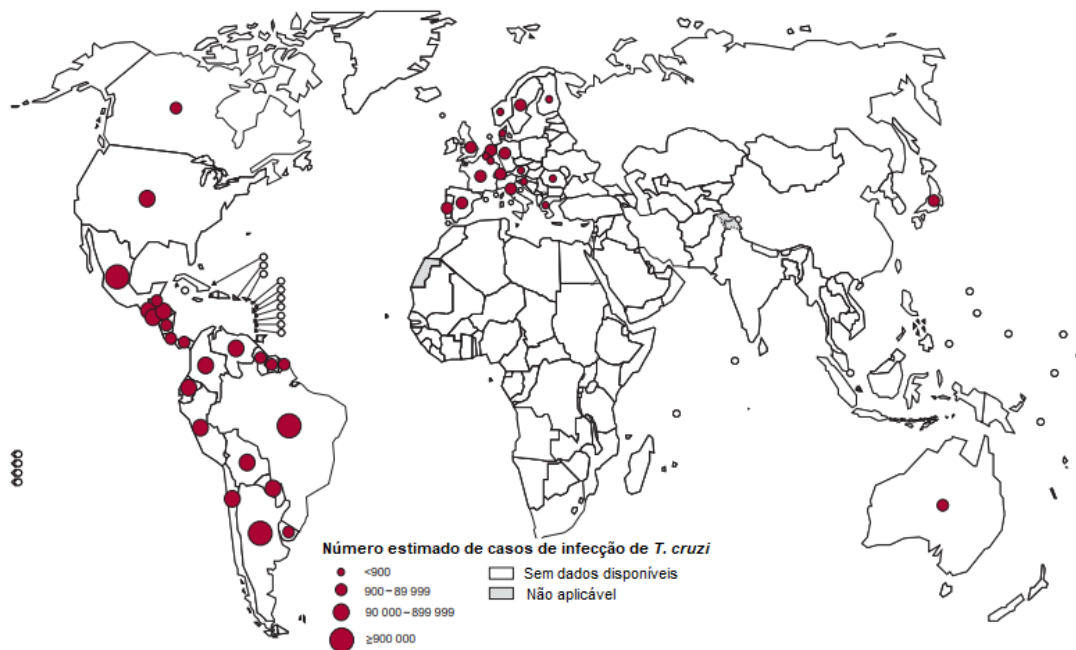 Número estimado de casos de infecção de T. cruzi
<900
900–89 999
90 000–899 999
≥900 000
Sem dados disponíveis
Não aplicável